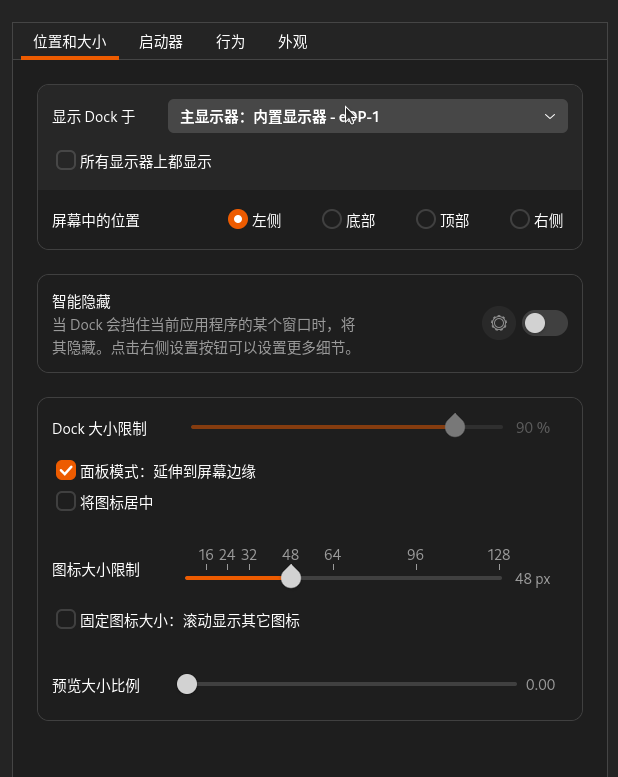 位置和大小 启动器 行为 外观
显示 Dock 于 主显示器：内置显示器 - eDP-1
所有显示器上都显示
屏幕中的位置 左侧 底部 顶部 右侧
智能隐藏
当 Dock 会挡住当前应用程序的某个窗口时，将
其隐藏。点击右侧设置按钮可以设置更多细节。
Dock 大小限制 90 %
面板模式：延伸到屏幕边缘
将图标居中
16 24 32 48 64 96 128
图标大小限制 48 px
固定图标大小：滚动显示其它图标
预览大小比例 0.00